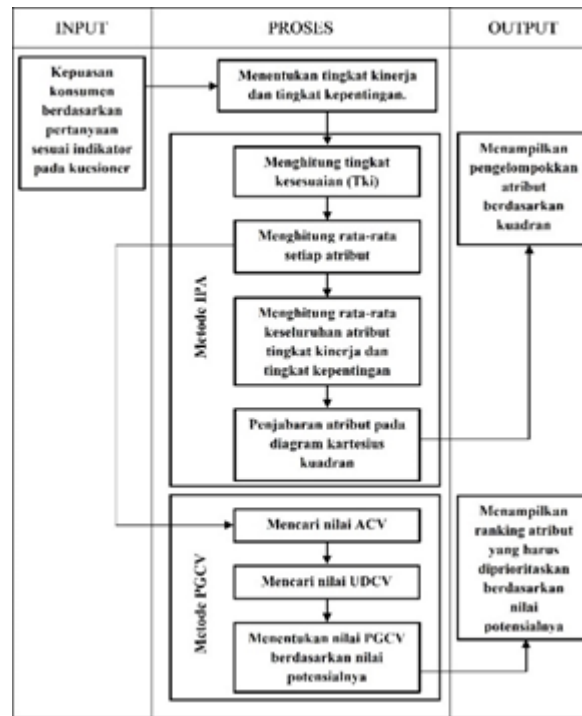 INPUT
PROSES
OUTPUT
Kepuasan
konsumen
berdasarkan
pertanyaan
sesuai indikator
pada kuesioner
Menentukan tingkat kinerja
dan tingkat kepentingan.
Metode IPA
Menghitung tingkat
kesesuaian (Tki)
Menghitung rata-rata
setiap atribut
Menghitung rata-rata
keseluruhan atribut
tingkat kinerja dan
tingkat kepentingan
Penjabaran atribut pada
diagram kartesius
kuadran
Menampilkan
pengelompokkan
atribut
berdasarkan
kuadran
Metode PGCV
Mencari nilai ACV
Mencari nilai UDCV
Menentukan nilai PGCV
berdasarkan nilai
potensialnya
Menampilkan
ranking atribut
yang harus
diprioritaskan
berdasarkan
nilai
potensialnya